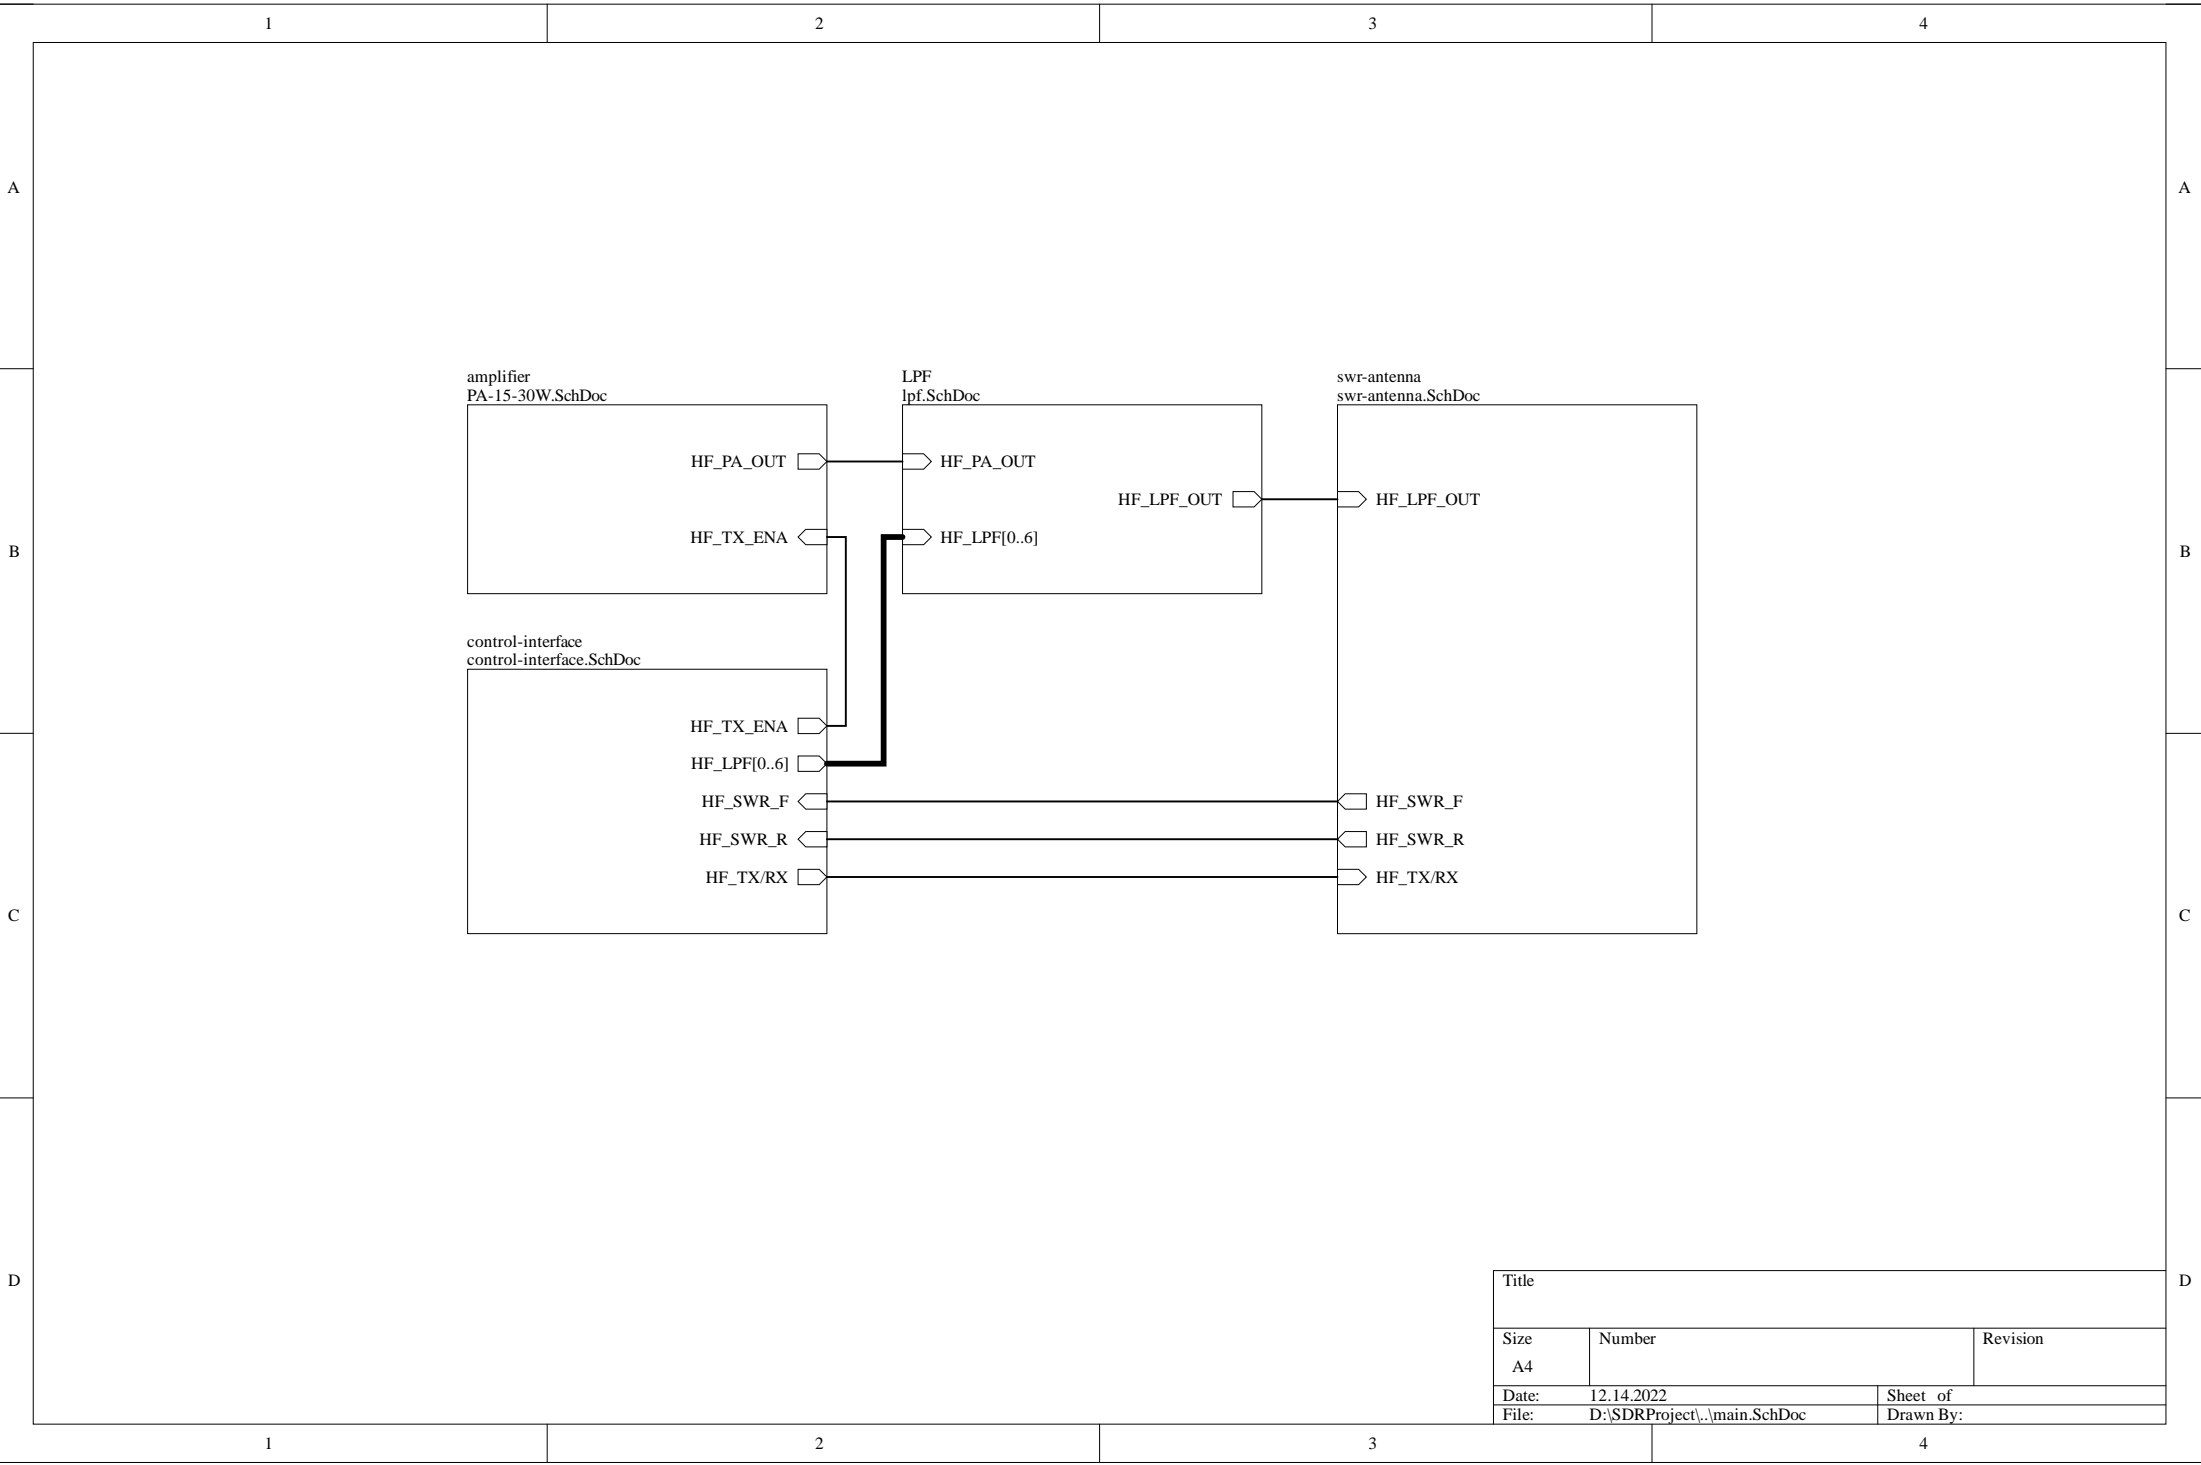 1 2 3 4
A A
amplifier
PA-15-30W.SchDoc
HF_PA_OUT
HF_TX_ENA
LPF
lpf.SchDoc
HF_PA_OUT
HF_LPF_OUT
HF_LPF[0..6]
swr-antenna
swr-antenna.SchDoc
HF_LPF_OUT
B B
control-interface
control-interface.SchDoc
HF_TX_ENA
HF_LPF[0..6]
HF_SWR_F
HF_SWR_R
HF_TX/RX
HF_SWR_F
HF_SWR_R
HF_TX/RX
C C
D D
Title
Size Number Revision
A4
Date: 12.14.2022 Sheet of
File: D:\SDRProject\..\main.SchDoc Drawn By:
1 2 3 4